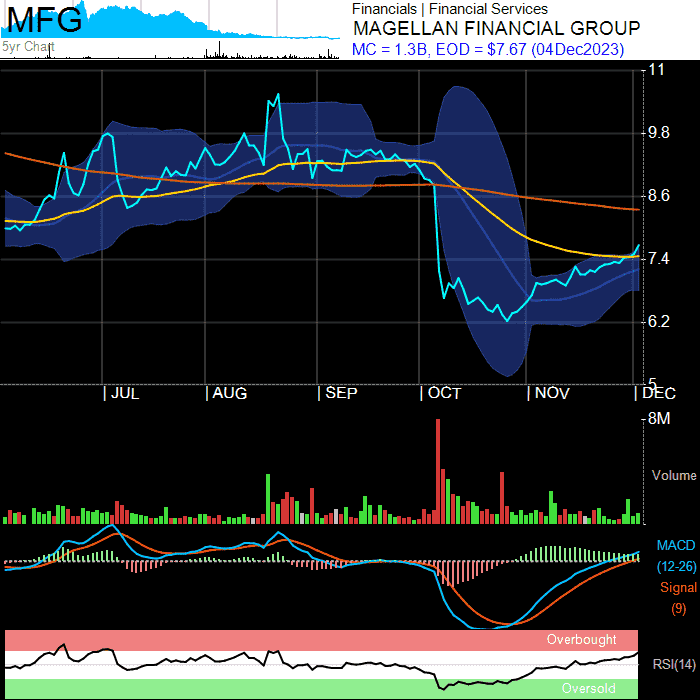 MFG
5yr Chart
Financials | Financial Services
MAGELLAN FINANCIAL GROUP
MC = 1.3B, EOD = $7.67 (04Dec2023)
11
9.8
8.6
7.4
6.2
5
JUL AUG SEP OCT NOV DEC
8M
Volume
MACD
(12-26)
Signal
(9)
Overbought
RSI(14)
Oversold